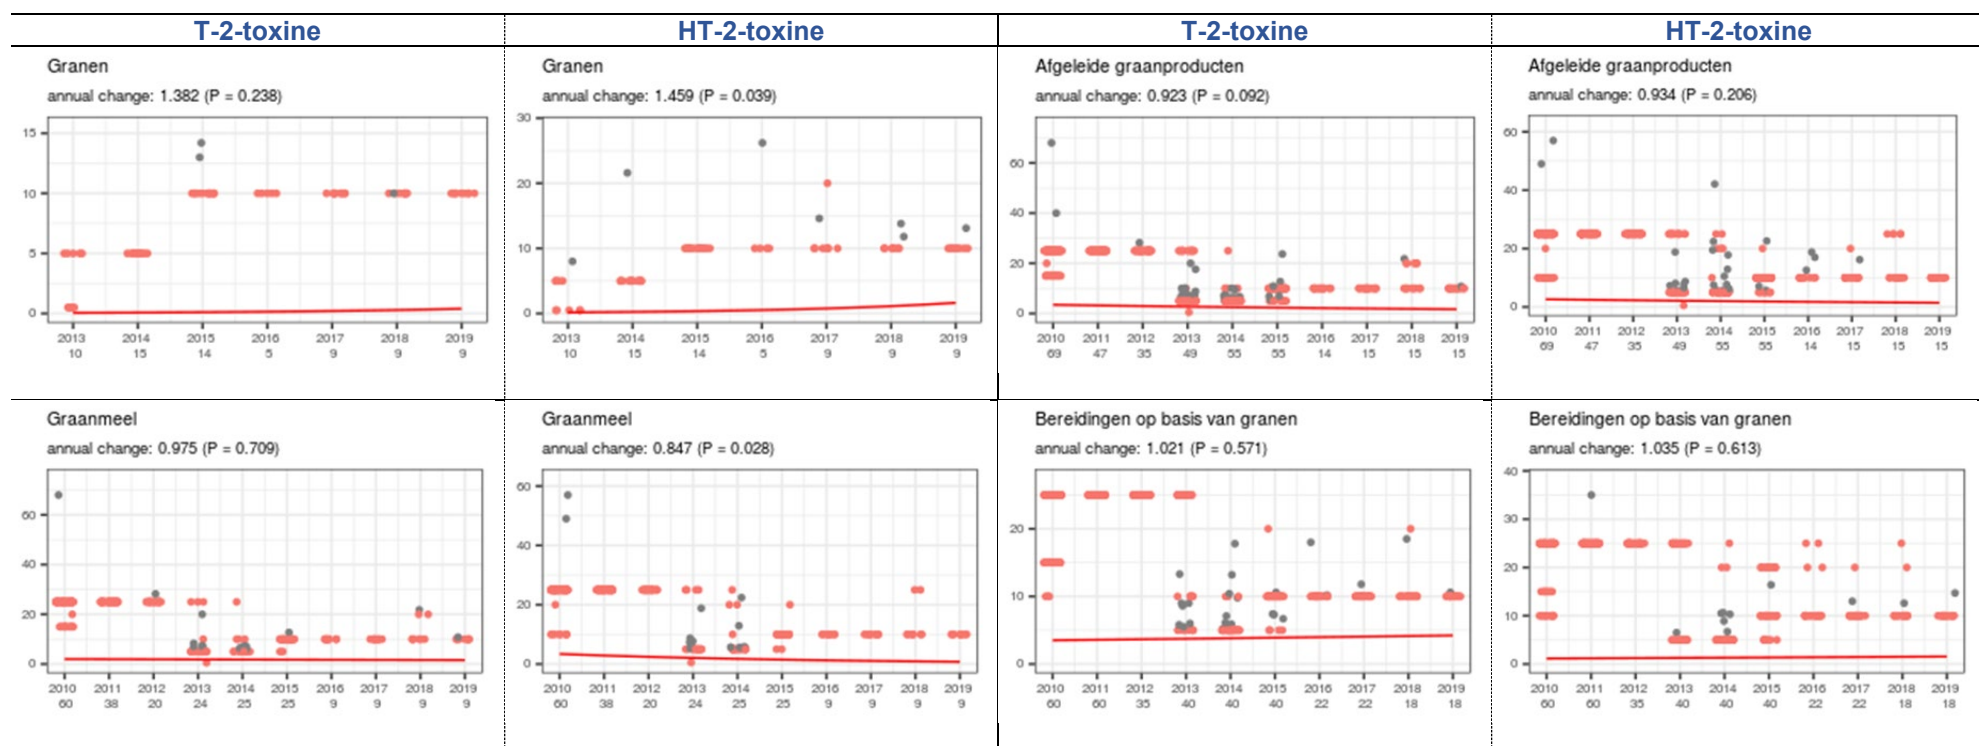 T-2-toxine HT-2-toxine T-2-toxine HT-2-toxine
Granen
annual change: 1.382 (P = 0.238)
15
10
5
0
2013 2014 2015 2016 2017 2018 2019
10 15 14 5 9 9 9
Granen
annual change: 1.459 (P = 0.039)
30
20
10
0
2013 2014 2015 2016 2017 2018 2019
10 15 14 5 9 9 9
Afgeleide graanproducten
annual change: 0.923 (P = 0.092)
60
40
20
0
2010 2011 2012 2013 2014 2015 2016 2017 2018 2019
69 47 35 49 55 55 14 15 15 15
Afgeleide graanproducten
annual change: 0.934 (P = 0.206)
60
40
20
0
2010 2011 2012 2013 2014 2015 2016 2017 2018 2019
69 47 35 49 55 55 14 15 15 15
Graanmeel
annual change: 0.975 (P = 0.709)
60
40
20
0
2010 2011 2012 2013 2014 2015 2016 2017 2018 2019
60 38 20 24 25 25 9 9 9 9
Graanmeel
annual change: 0.847 (P = 0.028)
60
40
20
0
2010 2011 2012 2013 2014 2015 2016 2017 2018 2019
60 38 20 24 25 25 9 9 9 9
Bereidingen op basis van granen
annual change: 1.021 (P = 0.571)
20
10
0
2010 2011 2012 2013 2014 2015 2016 2017 2018 2019
60 60 35 40 40 40 22 22 18 18
Bereidingen op basis van granen
annual change: 1.035 (P = 0.613)
40
30
20
10
0
2010 2011 2012 2013 2014 2015 2016 2017 2018 2019
60 60 35 40 40 40 22 22 18 18